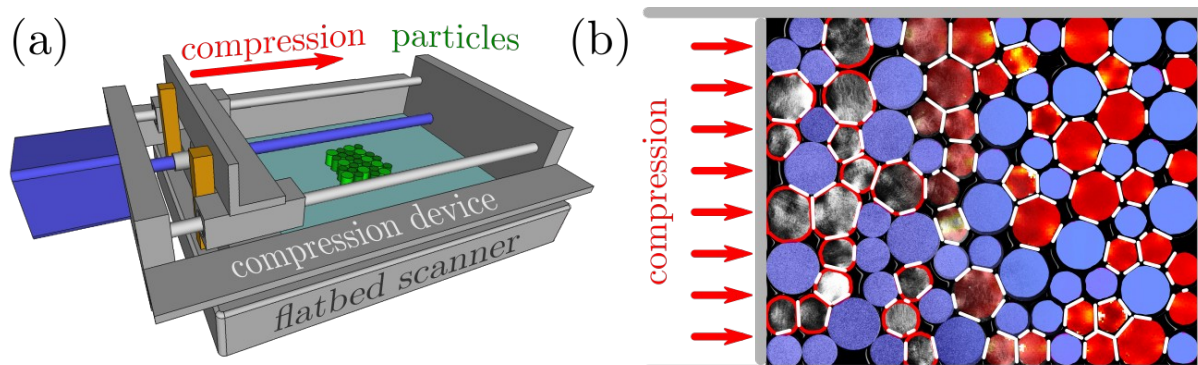 (a)
compression
particles
compression device
flatbed scanner
(b)
compression